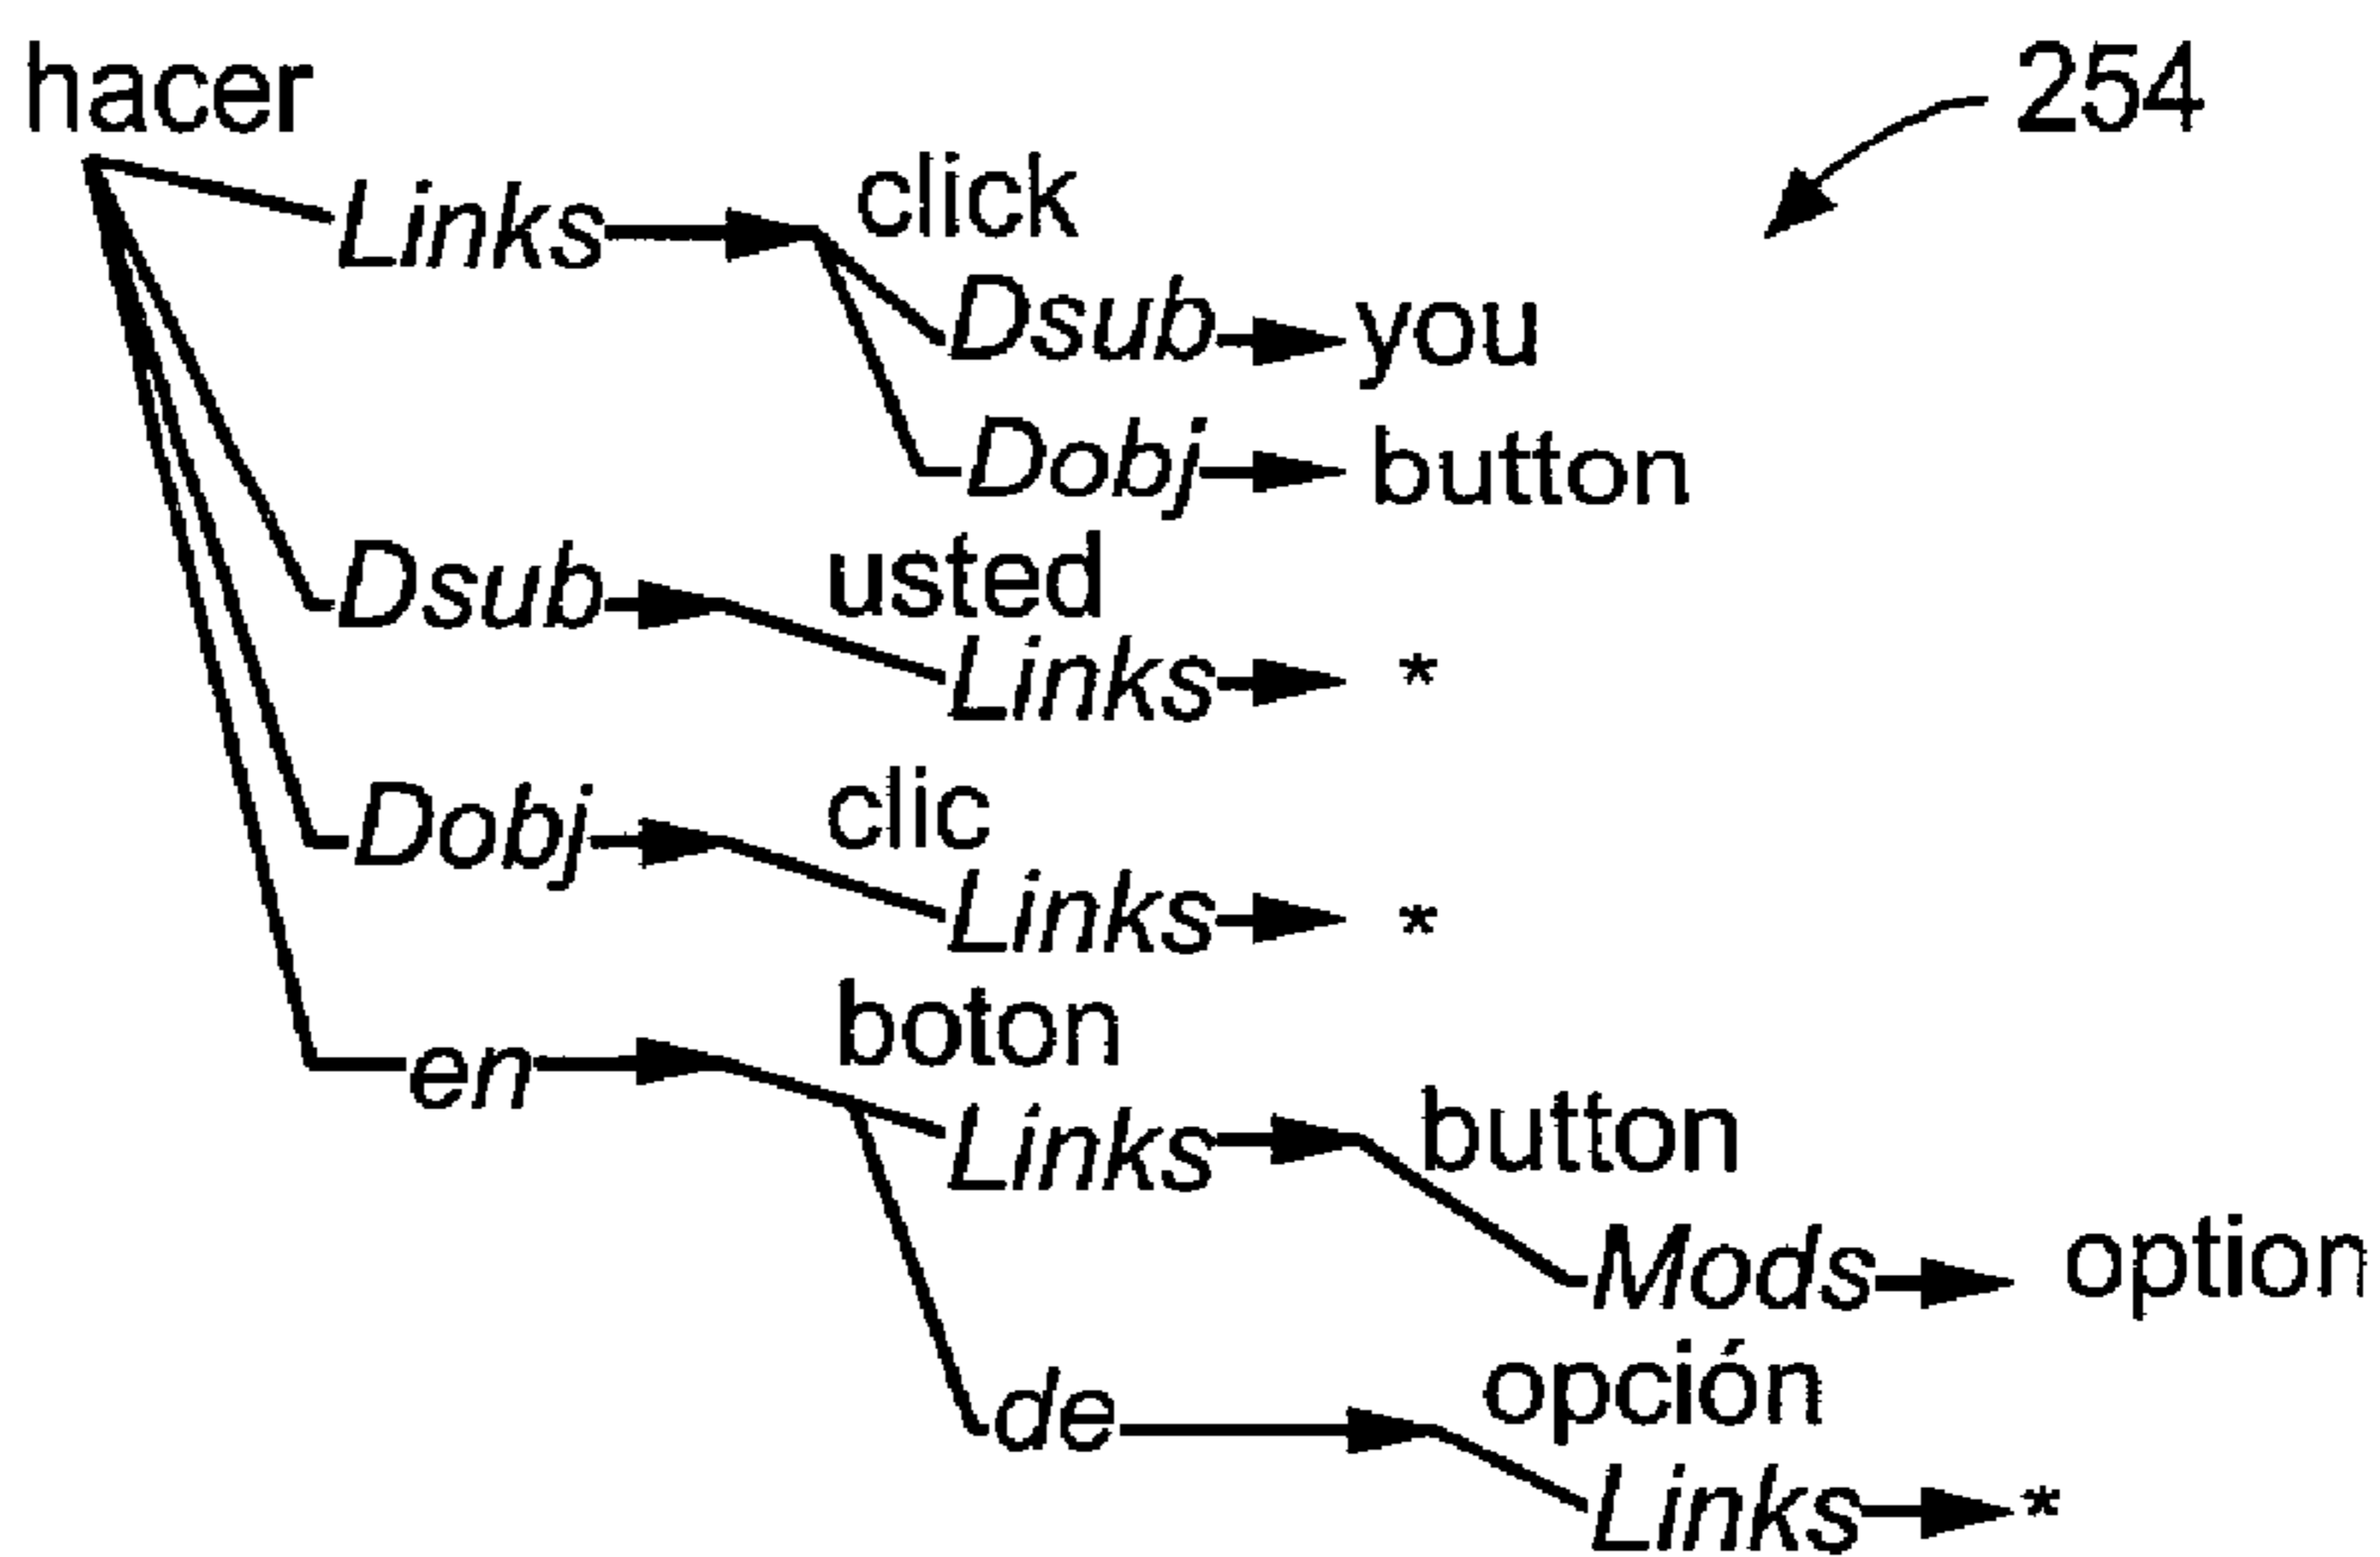 hacer
254
click
Links
Dsub you
Dobj button
usted
Dsub
Links *
clic
Dobj
Links *
boton
en
button
Links
Mods option
opción
de
Links *